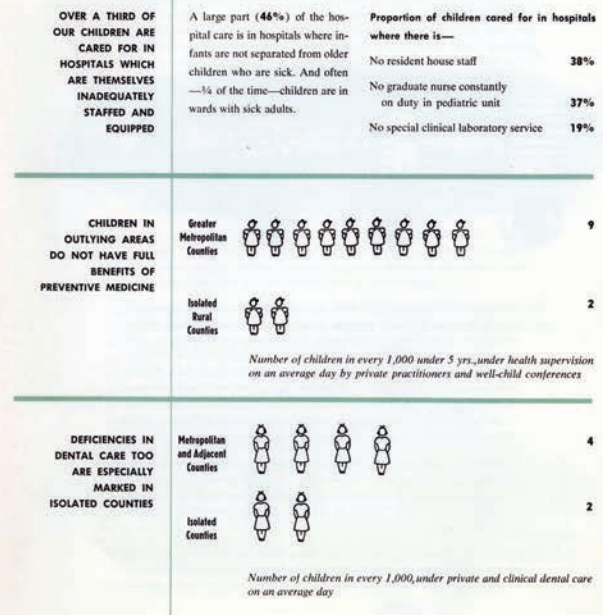 OVER A THIRD OF
OUR CHILDREN ARE
CARED FOR IN
HOSPITALS WHICH
ARE THEMSELVES
INADEQUATELY
STAFFED AND
EQUIPPED
A large part (46%) of the hos-
pital care is in hospitals where in-
fants are not separated from older
children who are sick. And often
—¼ of the time—children are in
wards with sick adults.
Proportion of children cared for in hospitals
where there is—
No resident house staff 38%
No graduate nurse constantly
on duty in pediatric unit 37%
No special clinical laboratory service 19%
CHILDREN IN
OUTLYING AREAS
DO NOT HAVE FULL
BENEFITS OF
PREVENTIVE MEDICINE
Greater
Metropolitan
Counties
9
Isolated
Rural
Counties
2
Number of children in every 1,000 under 5 yrs., under health supervision
on an average day by private practitioners and well-child conferences
DEFICIENCIES IN
DENTAL CARE TOO
ARE ESPECIALLY
MARKED IN
ISOLATED COUNTIES
Metropolitan
and Adjacent
Counties
4
Isolated
Counties
2
Number of children in every 1,000, under private and clinical dental care
on an average day